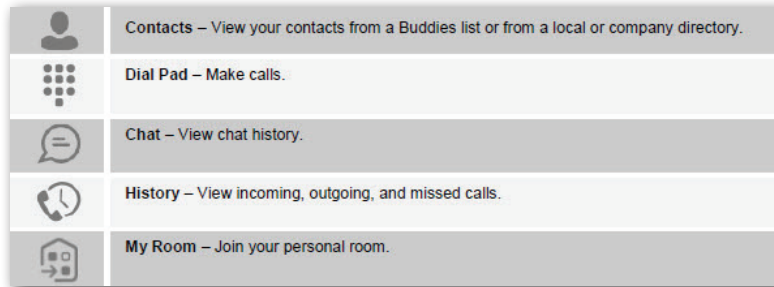 Contacts – View your contacts from a Buddies list or from a local or company directory.
Dial Pad – Make calls.
Chat – View chat history.
History – View incoming, outgoing, and missed calls.
My Room – Join your personal room.